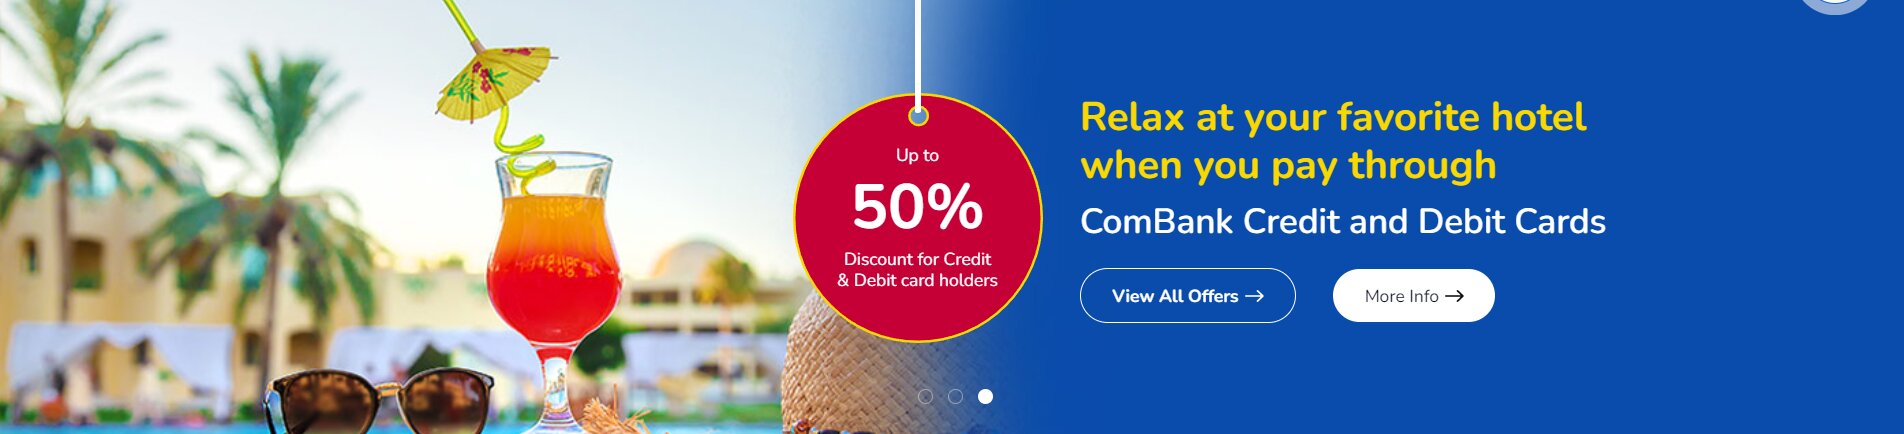 Up to
50%
Discount for Credit
& Debit card holders
Relax at your favorite hotel
when you pay through
ComBank Credit and Debit Cards
View All Offers →
More Info →